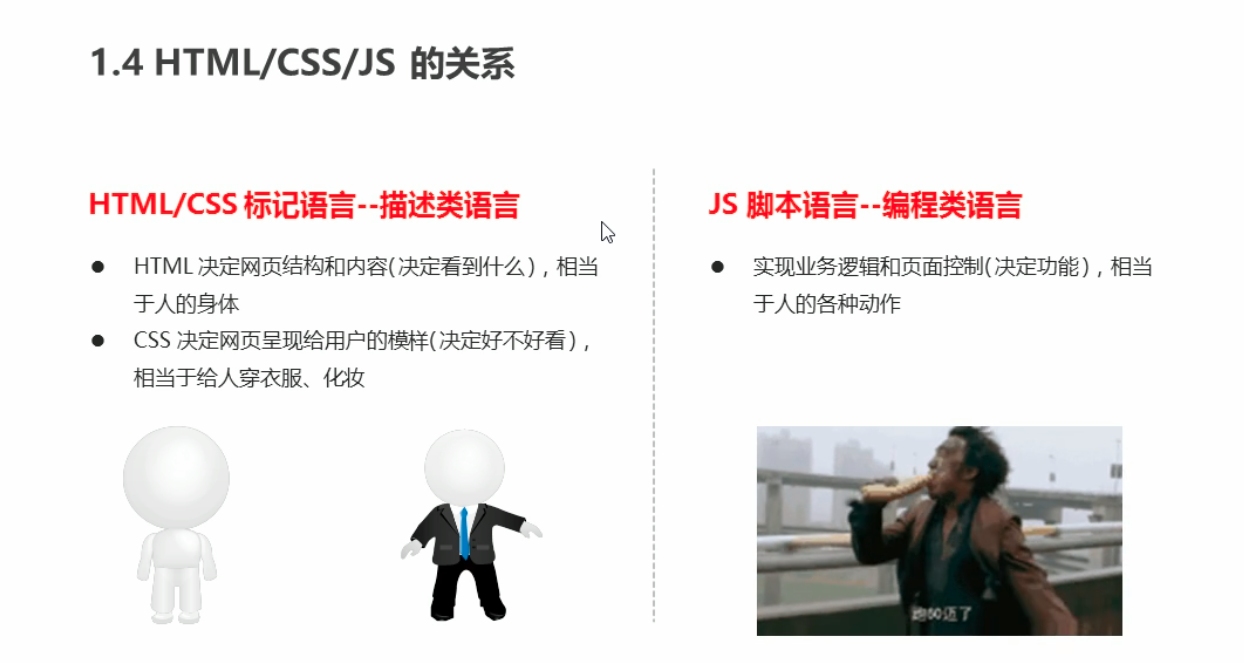 1.4 HTML/CSS/JS 的关系
HTML/CSS 标记语言--描述类语言
● HTML 决定网页结构和内容(决定看到什么)，相当
于人的身体
● CSS 决定网页呈现给用户的模样(决定好不好看)，
相当于给人穿衣服、化妆
JS 脚本语言--编程类语言
● 实现业务逻辑和页面控制(决定功能)，相当
于人的各种动作
跑60迈了